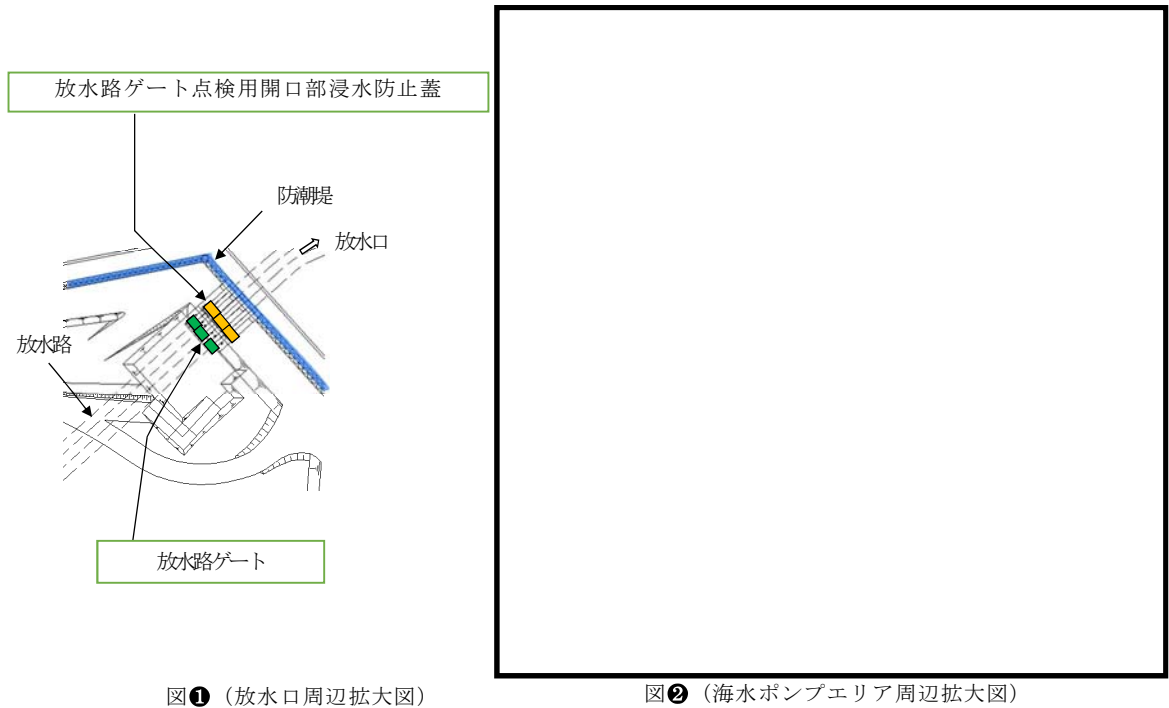 放水路ゲート点検用開口部浸水防止蓋
防潮堤
放水口
放水路
放水路ゲート
図❶（放水口周辺拡大図）
図❷（海水ポンプエリア周辺拡大図）